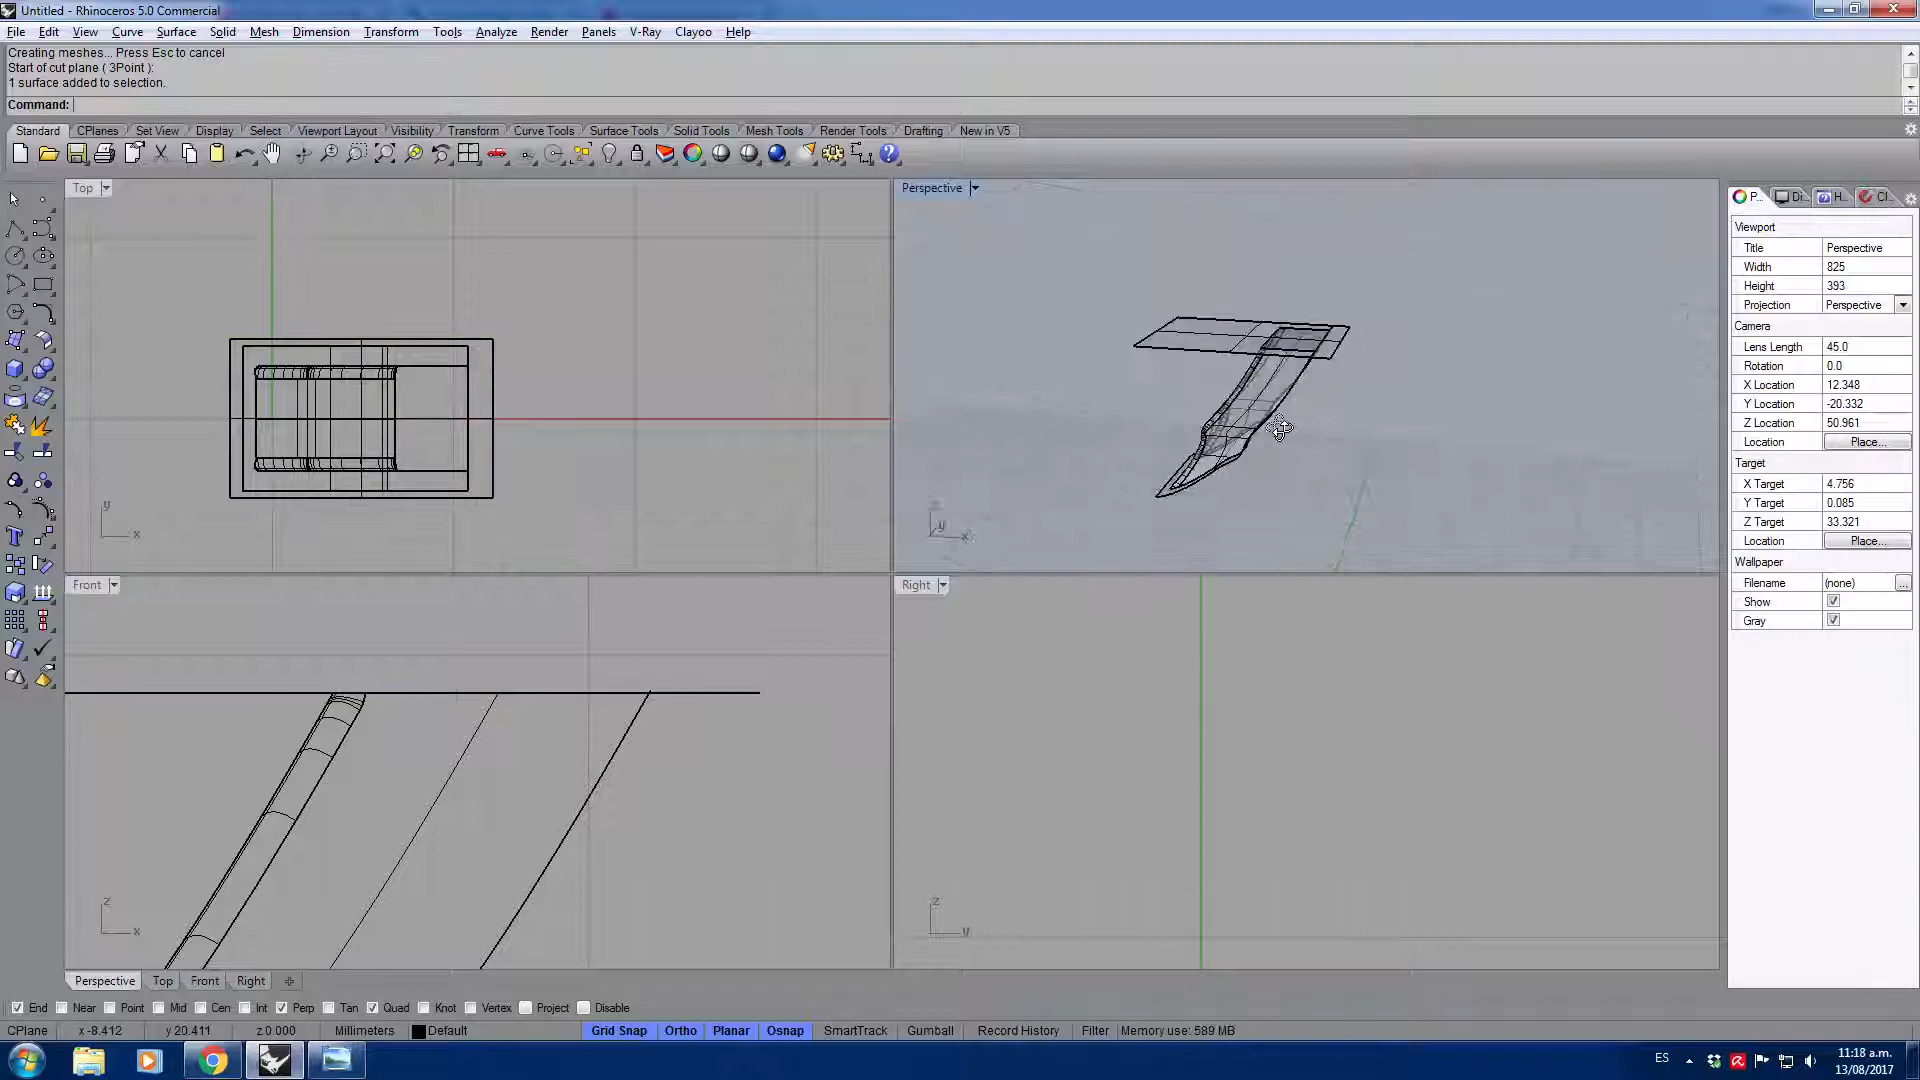 Untitled - Rhinoceros 5.0 Commercial
File Edit View Curve Surface Solid Mesh Dimension Transform Tools Analyze Render Panels V-Ray Clayoo Help
Creating meshes... Press Esc to cancel
Start of cut plane ( 3Point ):
1 surface added to selection.
Command:
Standard CPlanes Set View Display Select Viewport Layout Visibility Transform Curve Tools Surface Tools Solid Tools Mesh Tools Render Tools Drafting New in V5
Top
y
x
Perspective
z
y
x
Front
z
x
Right
z
y
P... Di... H... Cl...
Viewport
Title Perspective
Width 825
Height 393
Projection Perspective
Camera
Lens Length 45.0
Rotation 0.0
X Location 12.348
Y Location -20.332
Z Location 50.961
Location Place...
Target
X Target 4.756
Y Target 0.085
Z Target 33.321
Location Place...
Wallpaper
Filename (none) ...
Show
Gray
Perspective Top Front Right
End Near Point Mid Cen Int Perp Tan Quad Knot Vertex Project Disable
CPlane x -8.412 y 20.411 z 0.000 Millimeters Default Grid Snap Ortho Planar Osnap SmartTrack Gumball Record History Filter Memory use: 589 MB
ES
11:18 a.m.
13/08/2017